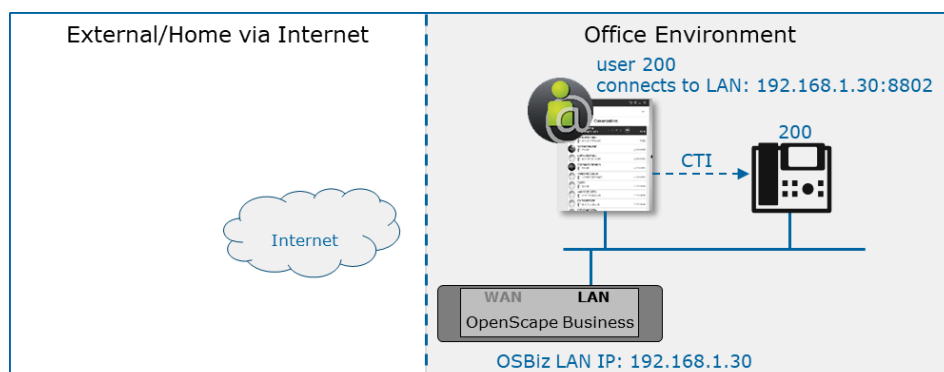 External/Home via Internet
Office Environment
user 200
connects to LAN: 192.168.1.30:8802
@
200
CTI
Internet
WAN LAN
OpenScape Business
OSBiz LAN IP: 192.168.1.30